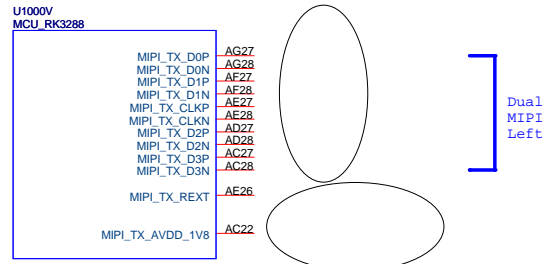 U1000V
MCU_RK3288
MIPI_TX_D0P AG27
MIPI_TX_D0N AG28
MIPI_TX_D1P AF27
MIPI_TX_D1N AF28
MIPI_TX_CLKP AE27
MIPI_TX_CLKN AE28
MIPI_TX_D2P AD27
MIPI_TX_D2N AD28
MIPI_TX_D3P AC27
MIPI_TX_D3N AC28
MIPI_TX_REXT AE26
MIPI_TX_AVDD_1V8 AC22
Dual
MIPI
Left